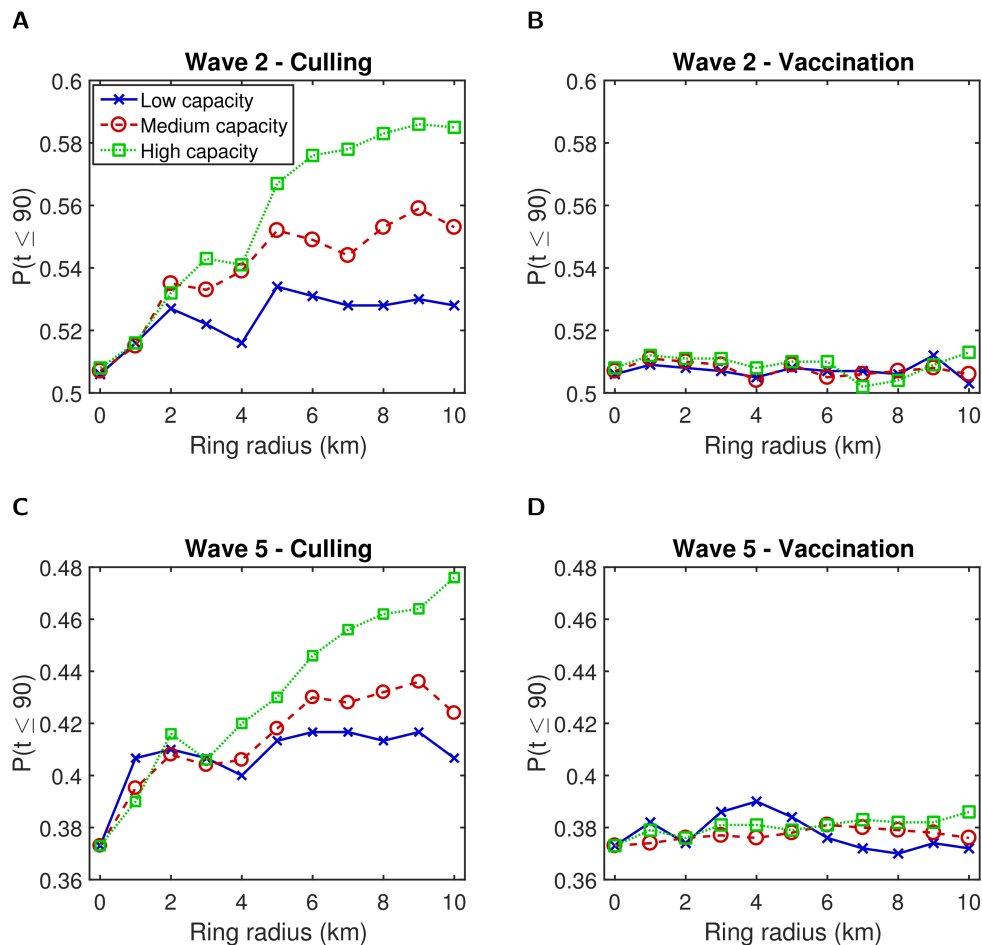 A
Wave 2 - Culling
0.6
0.58
0.56
0.54
0.52
0.5
P(t ≤ 90)
Low capacity
Medium capacity
High capacity
0 2 4 6 8 10
Ring radius (km)
B
Wave 2 - Vaccination
0.6
0.58
0.56
0.54
0.52
0.5
P(t ≤ 90)
0 2 4 6 8 10
Ring radius (km)
C
Wave 5 - Culling
0.48
0.46
0.44
0.42
0.4
0.38
0.36
P(t ≤ 90)
0 2 4 6 8 10
Ring radius (km)
D
Wave 5 - Vaccination
0.48
0.46
0.44
0.42
0.4
0.38
0.36
P(t ≤ 90)
0 2 4 6 8 10
Ring radius (km)